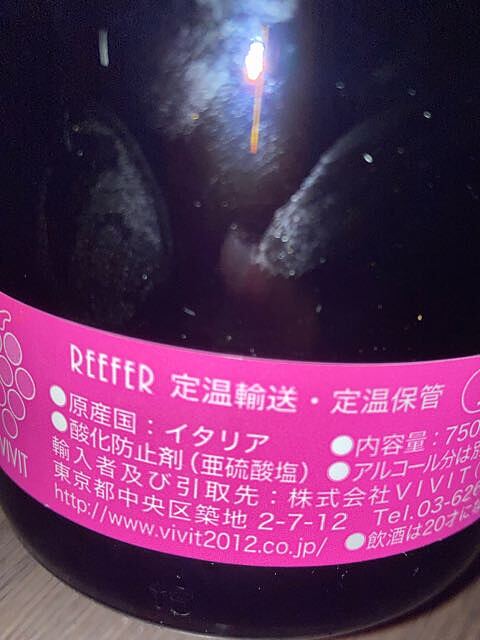 REEFER 定温輸送・定温保管
●原産国：イタリア ●内容量：750
●酸化防止剤（亜硫酸塩） ●アルコール分は別
輸入者及び引取先：株式会社VIVIT（
東京都中央区築地 2-7-12 Tel.03-626
http://www.vivit2012.co.jp/ ●飲酒は20才に
VIVIT